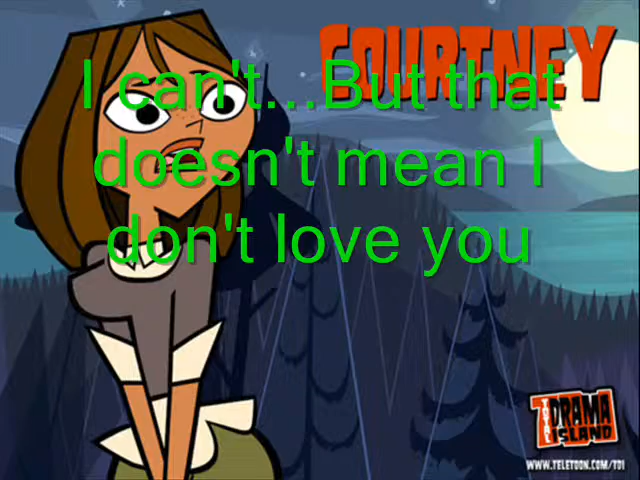 COURTNEY
I can't...But that
doesn't mean I
don't love you
TOTAL
DRAMA
ISLAND
WWW.TELETOON.COM/TDI